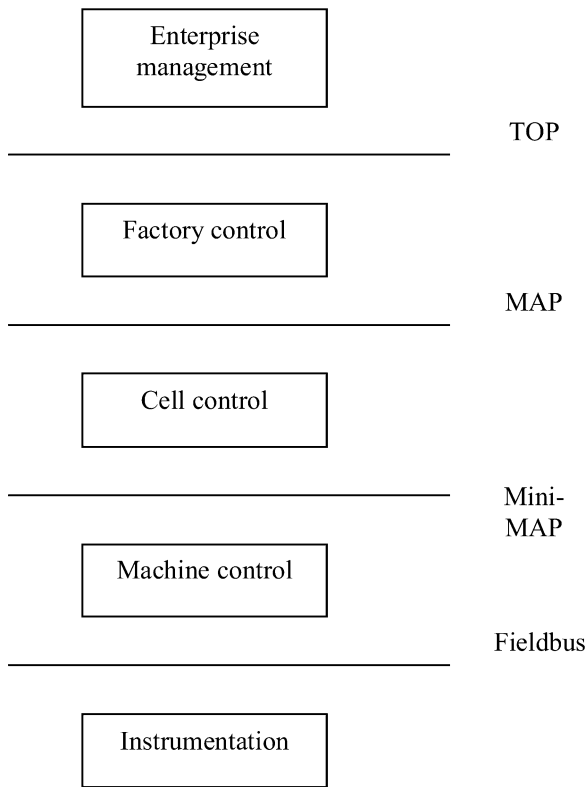 Enterprise
management
TOP
Factory control
MAP
Cell control
Mini-
MAP
Machine control
Fieldbus
Instrumentation